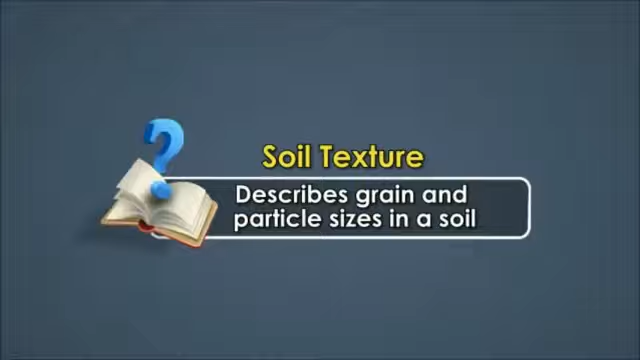 Soil Texture
Describes grain and
particle sizes in a soil